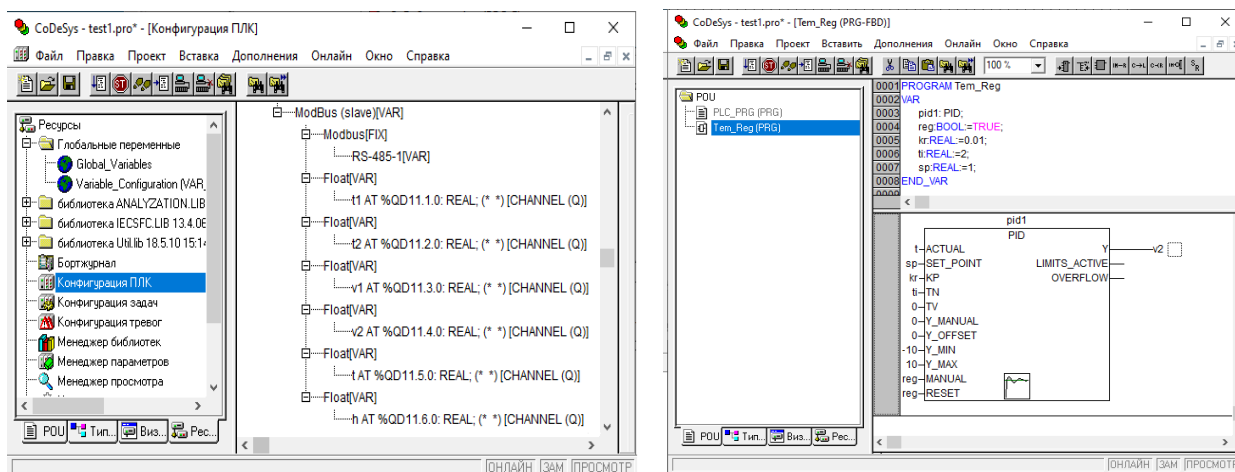 CoDeSys - test1.pro* - [Конфигурация ПЛК]
Файл Правка Проект Вставка Дополнения Онлайн Окно Справка
Ресурсы
Глобальные переменные
Global_Variables
Variable_Configuration (VAR_
библиотека ANALYZATION.LIB
библиотека IECSFC.LIB 13.4.06
библиотека Util.lib 18.5.10 15:14
Бортжурнал
Конфигурация ПЛК
Конфигурация задач
Конфигурация тревог
Менеджер библиотек
Менеджер параметров
Менеджер просмотра
POU Тип... Виз... Рес...
ModBus (slave)[VAR]
Modbus[FIX]
RS-485-1[VAR]
Float[VAR]
t1 AT %QD11.1.0: REAL; (* *) [CHANNEL (Q)]
Float[VAR]
t2 AT %QD11.2.0: REAL; (* *) [CHANNEL (Q)]
Float[VAR]
v1 AT %QD11.3.0: REAL; (* *) [CHANNEL (Q)]
Float[VAR]
v2 AT %QD11.4.0: REAL; (* *) [CHANNEL (Q)]
Float[VAR]
t AT %QD11.5.0: REAL; (* *) [CHANNEL (Q)]
Float[VAR]
h AT %QD11.6.0: REAL; (* *) [CHANNEL (Q)]
ОНЛАЙН ЗАМ ПРОСМОТР
CoDeSys - test1.pro* - [Tem_Reg (PRG-FBD)]
Файл Правка Проект Вставить Дополнения Онлайн Окно Справка
100 %
POU
PLC_PRG (PRG)
Tem_Reg (PRG)
POU Тип... Виз... Рес...
0001 PROGRAM Tem_Reg
0002 VAR
0003 pid1: PID;
0004 reg:BOOL:=TRUE;
0005 kr:REAL:=0.01;
0006 ti:REAL:=2;
0007 sp:REAL:=1;
0008 END_VAR
0009
pid1
PID
t ACTUAL Y v2
sp SET_POINT LIMITS_ACTIVE
kr KP OVERFLOW
ti TN
0 TV
0 Y_MANUAL
0 Y_OFFSET
-10 Y_MIN
10 Y_MAX
reg MANUAL
reg RESET
ОНЛАЙН ЗАМ ПРОСМОТР